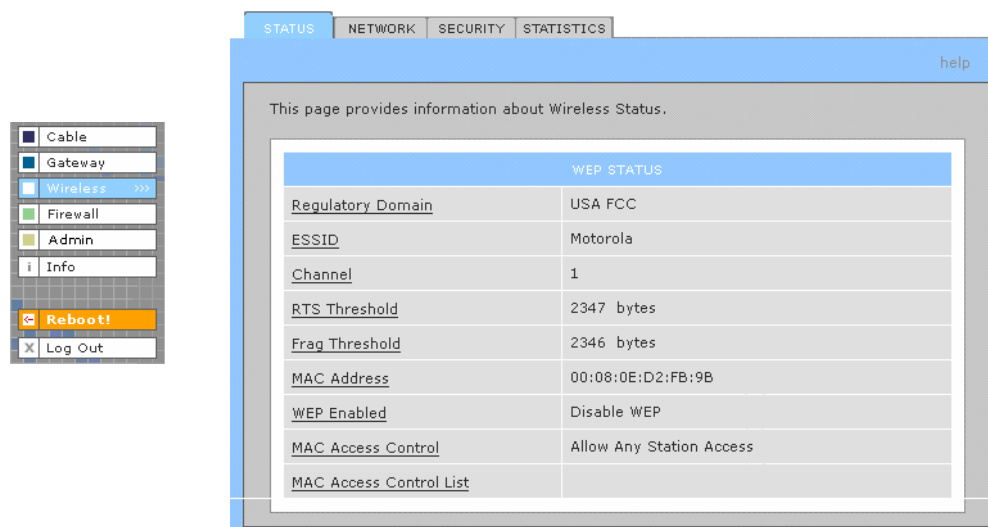 STATUS NETWORK SECURITY STATISTICS
help
This page provides information about Wireless Status.
Cable
Gateway
Wireless >>>
Firewall
Admin
i Info
Reboot!
X Log Out
WEP STATUS
Regulatory Domain USA FCC
ESSID Motorola
Channel 1
RTS Threshold 2347 bytes
Frag Threshold 2346 bytes
MAC Address 00:08:0E:D2:FB:9B
WEP Enabled Disable WEP
MAC Access Control Allow Any Station Access
MAC Access Control List